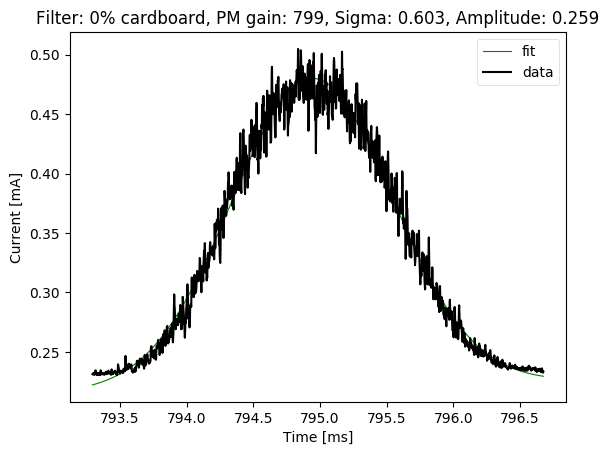 Filter: 0% cardboard, PM gain: 799, Sigma: 0.603, Amplitude: 0.259
fit
data
0.50
0.45
0.40
0.35
0.30
0.25
Current [mA]
793.5 794.0 794.5 795.0 795.5 796.0 796.5
Time [ms]